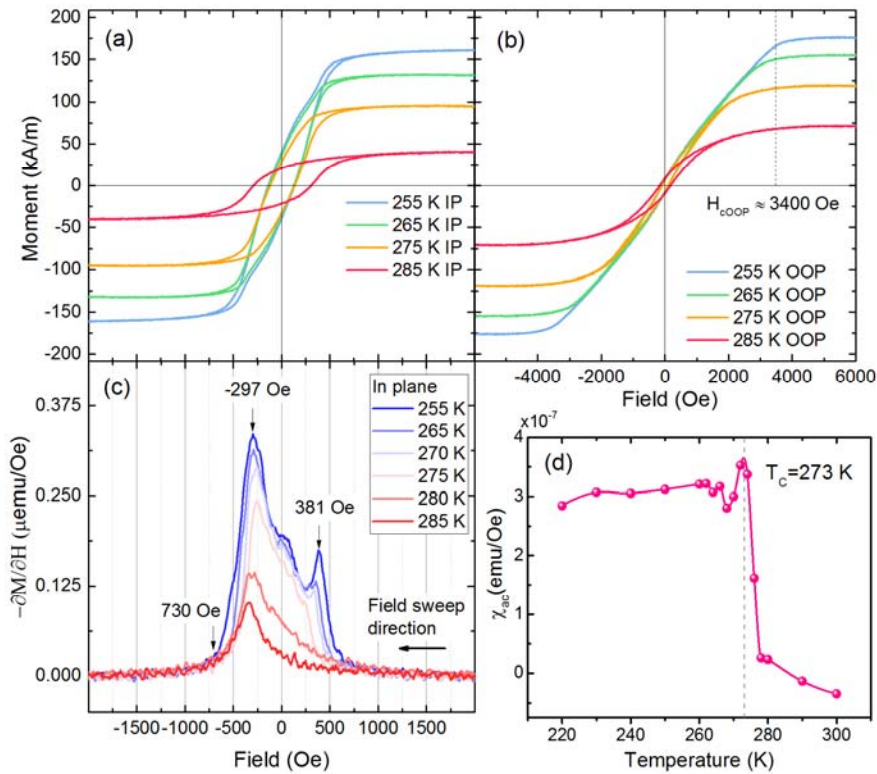 (a)
200
150
100
50
0
-50
-100
-150
-200
Moment (kA/m)
255 K IP
265 K IP
275 K IP
285 K IP
(b)
H_cOOP ≈ 3400 Oe
255 K OOP
265 K OOP
275 K OOP
285 K OOP
-4000 -2000 0 2000 4000 6000
Field (Oe)
(c)
-297 Oe
In plane
255 K
265 K
270 K
275 K
280 K
285 K
381 Oe
730 Oe
Field sweep
direction
0.375
0.250
0.125
0.000
−∂M/∂H (μemu/Oe)
-1500 -1000 -500 0 500 1000 1500
Field (Oe)
x10⁻⁷
(d)
T_C=273 K
4
3
2
1
0
χ_ac(emu/Oe)
220 240 260 280 300
Temperature (K)